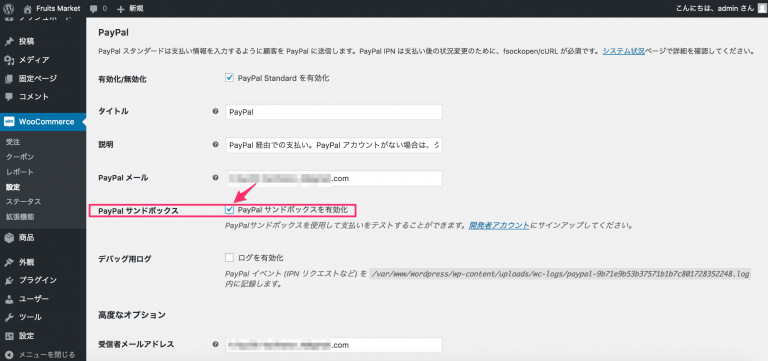 Fruits Market 0 + 新規 こんにちは、admin さん
ダッシュボード
投稿
メディア
固定ページ
コメント
WooCommerce
受注
クーポン
レポート
設定
ステータス
拡張機能
商品
外観
プラグイン
ユーザー
ツール
設定
メニューを閉じる
PayPal
PayPal スタンダードは支払い情報を入力するように顧客を PayPal に送信します。PayPal IPN は支払い後の状況変更のために、fsockopen/cURL が必須です。システム状況ページで詳細を確認してください。
有効化/無効化 PayPal Standard を有効化
タイトル PayPal
説明 PayPal 経由での支払い。PayPal アカウントがない場合は、
PayPal メール .com
PayPal サンドボックス PayPal サンドボックスを有効化
PayPalサンドボックスを使用して支払いをテストすることができます。開発者アカウントにサインアップしてください。
デバッグ用ログ ログを有効化
PayPal イベント (IPN リクエストなど) を /var/www/wordpress/wp-content/uploads/wc-logs/paypal-9b71e9b53b37571b1b7c801728352248.log
内に記録します。
高度なオプション
受信者メールアドレス .com